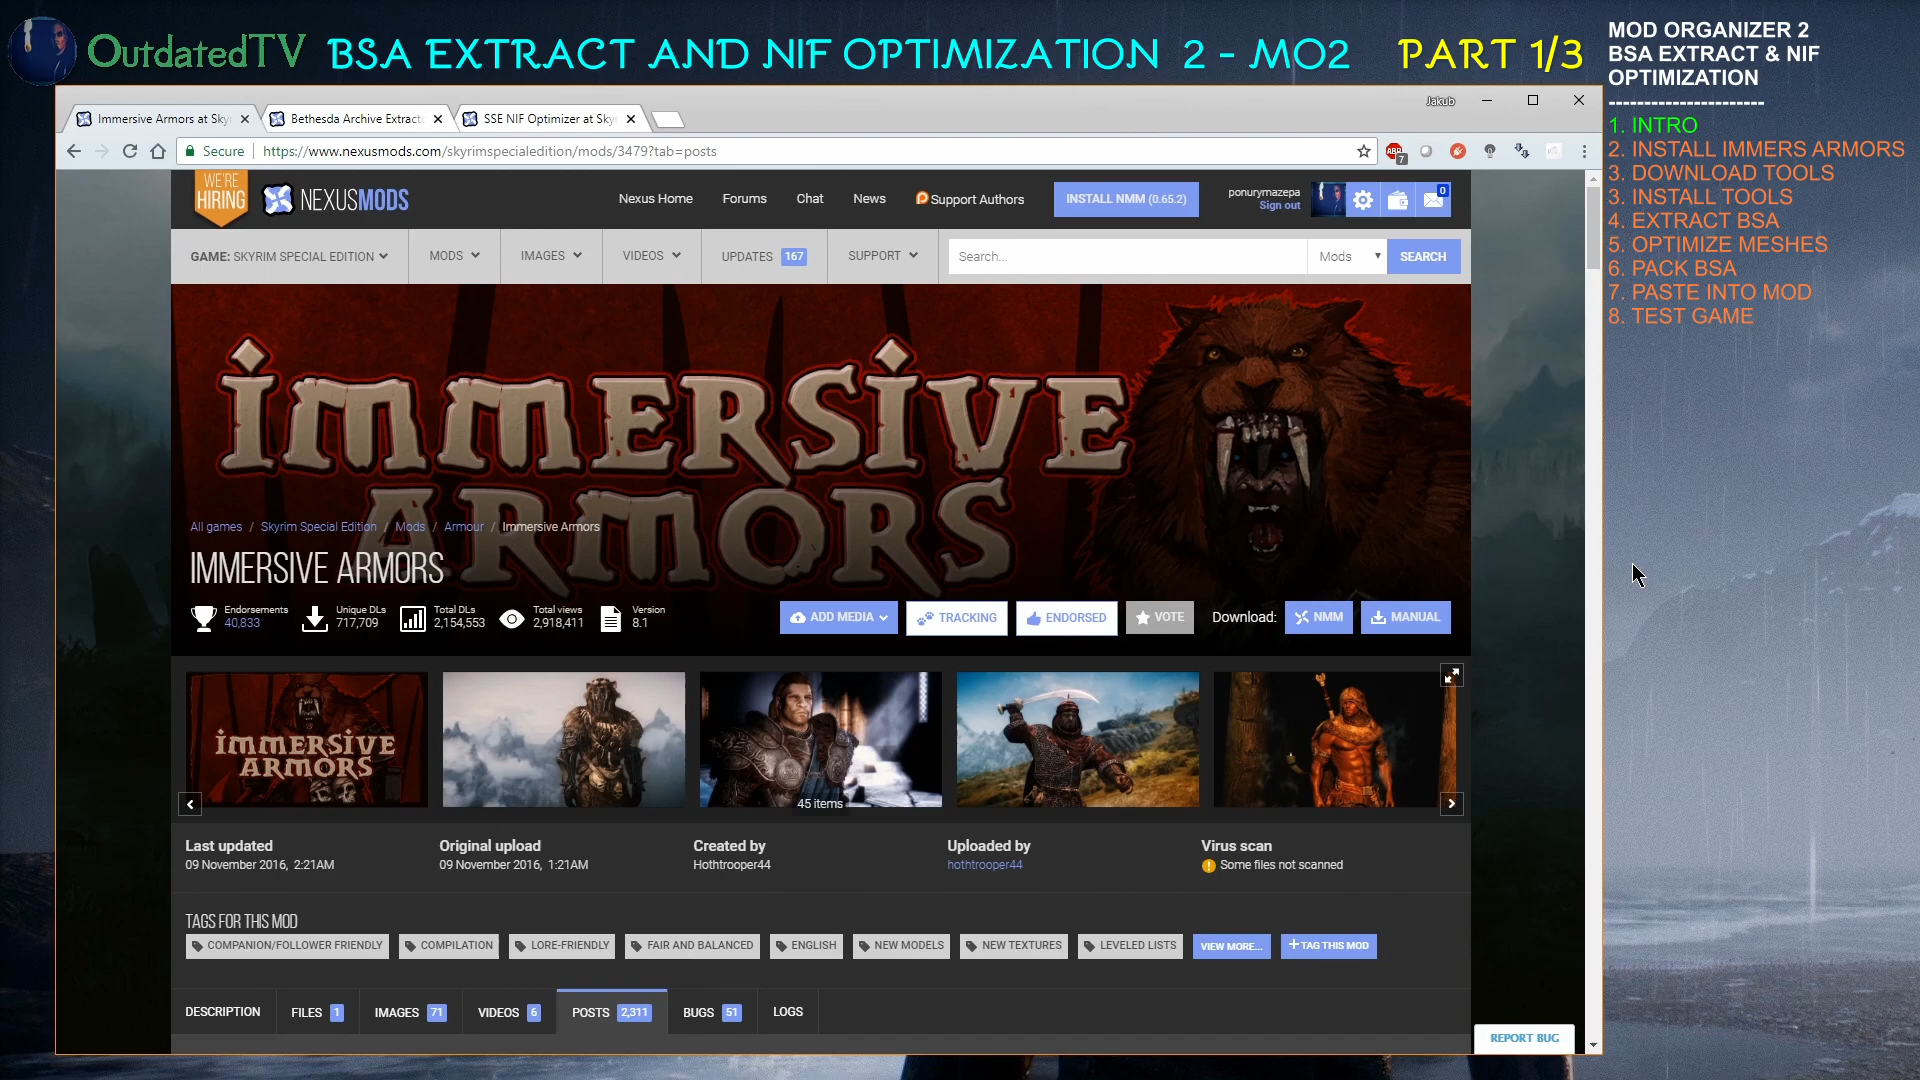 OutdatedTV
BSA EXTRACT AND NIF OPTIMIZATION 2 - MO2 PART 1/3
MOD ORGANIZER 2
BSA EXTRACT & NIF
OPTIMIZATION
----------------------
1. INTRO
2. INSTALL IMMERS ARMORS
3. DOWNLOAD TOOLS
3. INSTALL TOOLS
4. EXTRACT BSA
5. OPTIMIZE MESHES
6. PACK BSA
7. PASTE INTO MOD
8. TEST GAME
Jakub
Immersive Armors at Sky
Bethesda Archive Extract
SSE NIF Optimizer at Sky
Secure https://www.nexusmods.com/skyrimspecialedition/mods/3479?tab=posts
ABP
7
WE'RE
HIRING
NEXUSMODS
Nexus Home Forums Chat News Support Authors
INSTALL NMM (0.65.2)
ponurymazepa
Sign out
0
GAME: SKYRIM SPECIAL EDITION MODS IMAGES VIDEOS UPDATES 167 SUPPORT
Search... Mods SEARCH
IMMERSIVE
ARMORS
All games / Skyrim Special Edition / Mods / Armour / Immersive Armors
IMMERSIVE ARMORS
Endorsements
40,833
Unique DLs
717,709
Total DLs
2,154,553
Total views
2,918,411
Version
8.1
ADD MEDIA TRACKING ENDORSED VOTE Download: NMM MANUAL
IMMERSIVE
ARMORS
45 items
Last updated
09 November 2016, 2:21AM
Original upload
09 November 2016, 1:21AM
Created by
Hothtrooper44
Uploaded by
hothtrooper44
Virus scan
Some files not scanned
TAGS FOR THIS MOD
COMPANION/FOLLOWER FRIENDLY COMPILATION LORE-FRIENDLY FAIR AND BALANCED ENGLISH NEW MODELS NEW TEXTURES LEVELED LISTS VIEW MORE... +TAG THIS MOD
DESCRIPTION FILES 1 IMAGES 71 VIDEOS 6 POSTS 2,311 BUGS 51 LOGS
REPORT BUG